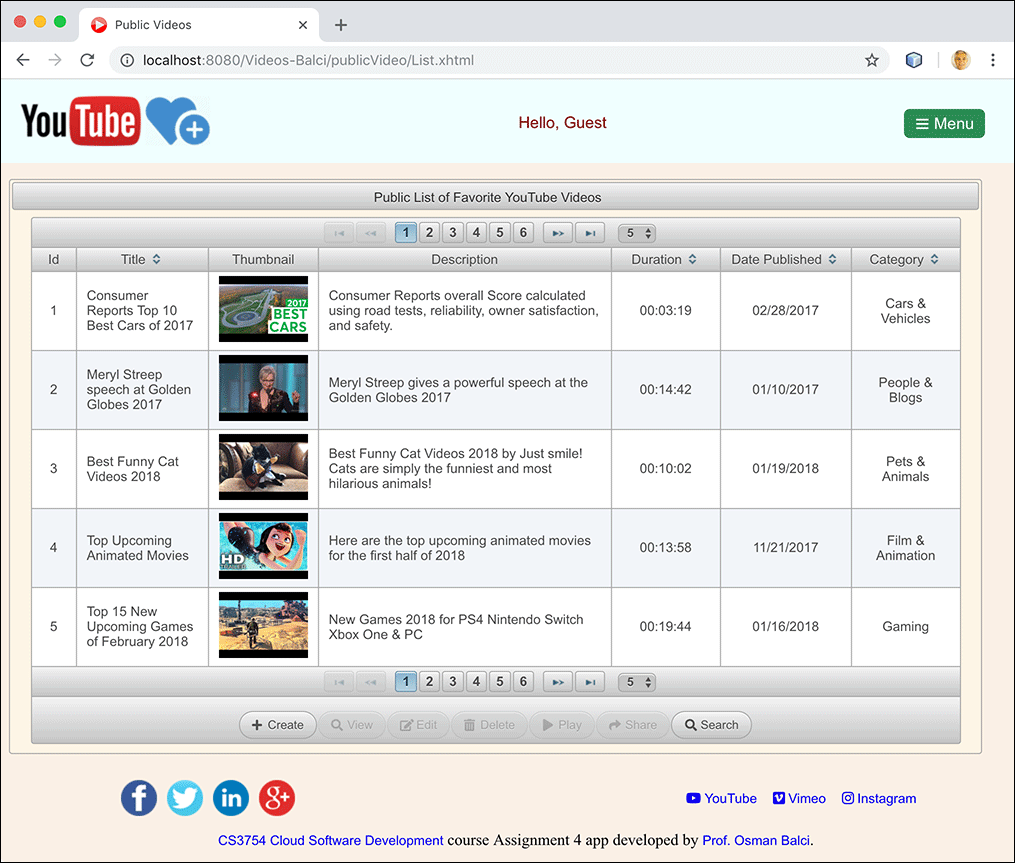 Public Videos
localhost:8080/Videos-Balci/publicVideo/List.xhtml
YouTube
Hello, Guest
Menu
Public List of Favorite YouTube Videos
1 2 3 4 5 6 5
Id Title Thumbnail Description Duration Date Published Category
1
Consumer
Reports Top 10
Best Cars of 2017
2017
BEST
CARS
Consumer Reports overall Score calculated
using road tests, reliability, owner satisfaction,
and safety.
00:03:19
02/28/2017
Cars &
Vehicles
2
Meryl Streep
speech at Golden
Globes 2017
Meryl Streep gives a powerful speech at the
Golden Globes 2017
00:14:42
01/10/2017
People &
Blogs
3
Best Funny Cat
Videos 2018
Best Funny Cat Videos 2018 by Just smile!
Cats are simply the funniest and most
hilarious animals!
00:10:02
01/19/2018
Pets &
Animals
4
Top Upcoming
Animated Movies
HD
Here are the top upcoming animated movies
for the first half of 2018
00:13:58
11/21/2017
Film &
Animation
5
Top 15 New
Upcoming Games
of February 2018
New Games 2018 for PS4 Nintendo Switch
Xbox One & PC
00:19:44
01/16/2018
Gaming
1 2 3 4 5 6 5
Create View Edit Delete Play Share Search
f in g+
YouTube Vimeo Instagram
CS3754 Cloud Software Development course Assignment 4 app developed by Prof. Osman Balci.